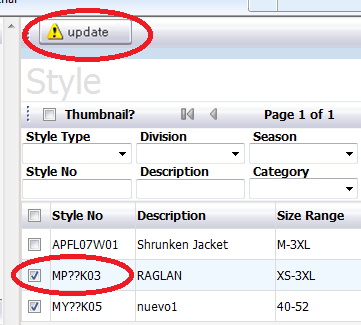 update
Style
Thumbnail? Page 1 of 1
Style Type Division Season
Style No Description Category
Style No Description Size Range
APFL07W01 Shrunken Jacket M-3XL
MP??K03 RAGLAN XS-3XL
MY??K05 nuevo1 40-52